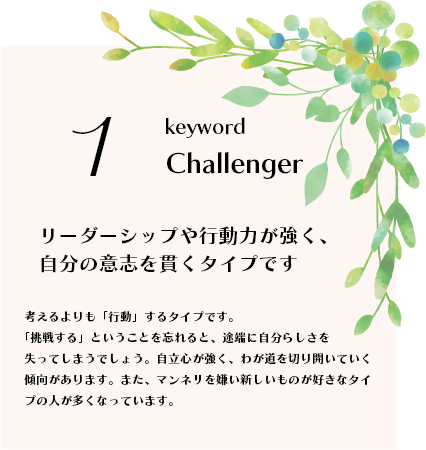 1
keyword
Challenger
リーダーシップや行動力が強く、
自分の意志を貫くタイプです
考えるよりも「行動」するタイプです。
「挑戦する」ということを忘れると、途端に自分らしさを
失ってしまうでしょう。自立心が強く、わが道を切り開いていく
傾向があります。また、マンネリを嫌い新しいものが好きなタイ
プの人が多くなっています。